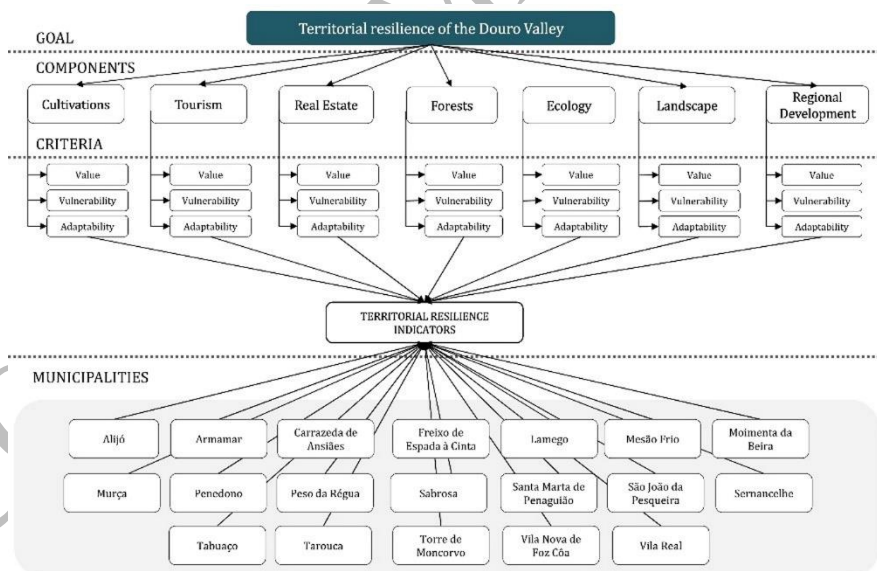 Territorial resilience of the Douro Valley
GOAL
COMPONENTS
Cultivations
Tourism
Real Estate
Forests
Ecology
Landscape
Regional
Development
CRITERIA
Value
Value
Value
Value
Value
Value
Value
Vulnerability
Vulnerability
Vulnerability
Vulnerability
Vulnerability
Vulnerability
Vulnerability
Adaptability
Adaptability
Adaptability
Adaptability
Adaptability
Adaptability
Adaptability
TERRITORIAL RESILIENCE
INDICATORS
MUNICIPALITIES
Alijó
Armamar
Carrazeda de
Ansiães
Freixo de
Espada à Cinta
Lamego
Mesão Frio
Moimenta da
Beira
Murça
Penedono
Peso da Régua
Sabrosa
Santa Marta de
Penaguião
São João da
Pesqueira
Sernancelhe
Tabuaço
Tarouca
Torre de
Moncorvo
Vila Nova de
Foz Côa
Vila Real